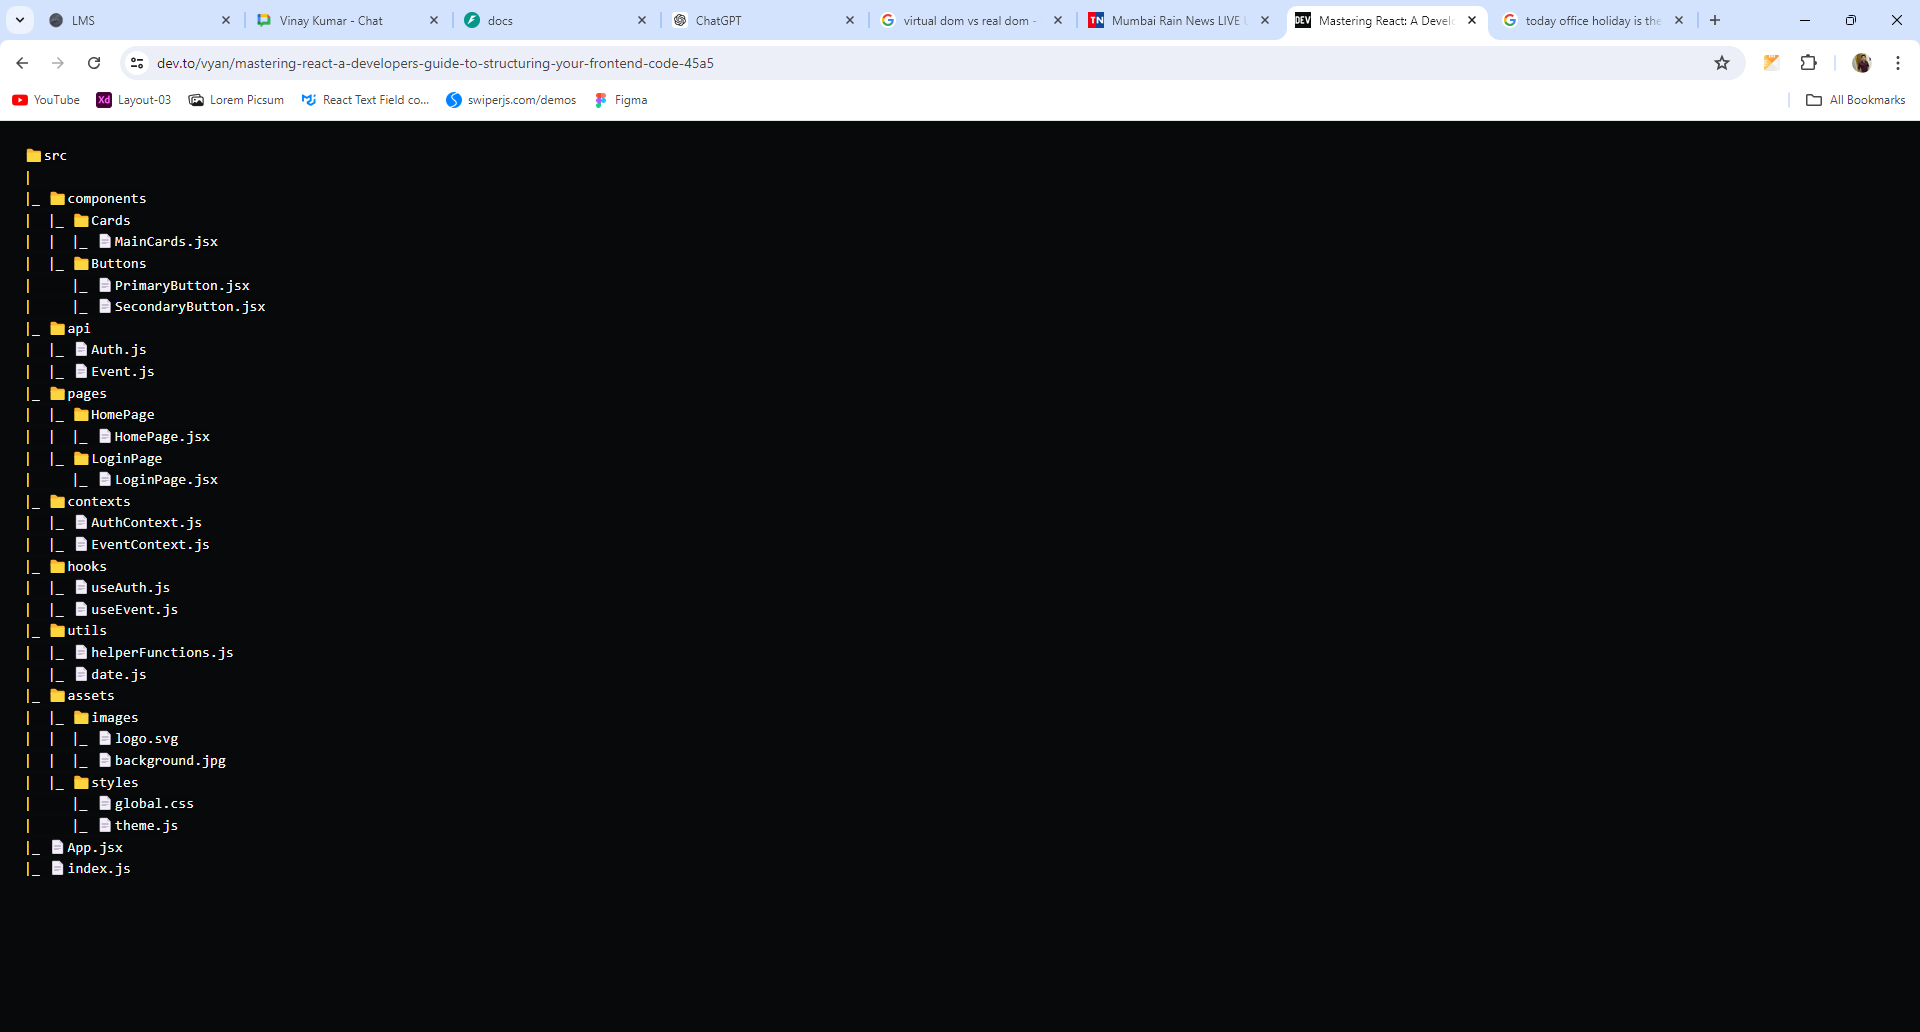 LMS
Vinay Kumar - Chat
docs
ChatGPT
virtual dom vs real dom -
TN Mumbai Rain News LIVE
DEV Mastering React: A Devel
today office holiday is the
dev.to/vyan/mastering-react-a-developers-guide-to-structuring-your-frontend-code-45a5
YouTube
Xd Layout-03
Lorem Picsum
React Text Field co...
swiperjs.com/demos
Figma
All Bookmarks
src
|
|_ components
| |_ Cards
| | |_ MainCards.jsx
| |_ Buttons
| |_ PrimaryButton.jsx
| |_ SecondaryButton.jsx
|_ api
| |_ Auth.js
| |_ Event.js
|_ pages
| |_ HomePage
| | |_ HomePage.jsx
| |_ LoginPage
| |_ LoginPage.jsx
|_ contexts
| |_ AuthContext.js
| |_ EventContext.js
|_ hooks
| |_ useAuth.js
| |_ useEvent.js
|_ utils
| |_ helperFunctions.js
| |_ date.js
|_ assets
| |_ images
| | |_ logo.svg
| | |_ background.jpg
| |_ styles
| |_ global.css
| |_ theme.js
|_ App.jsx
|_ index.js